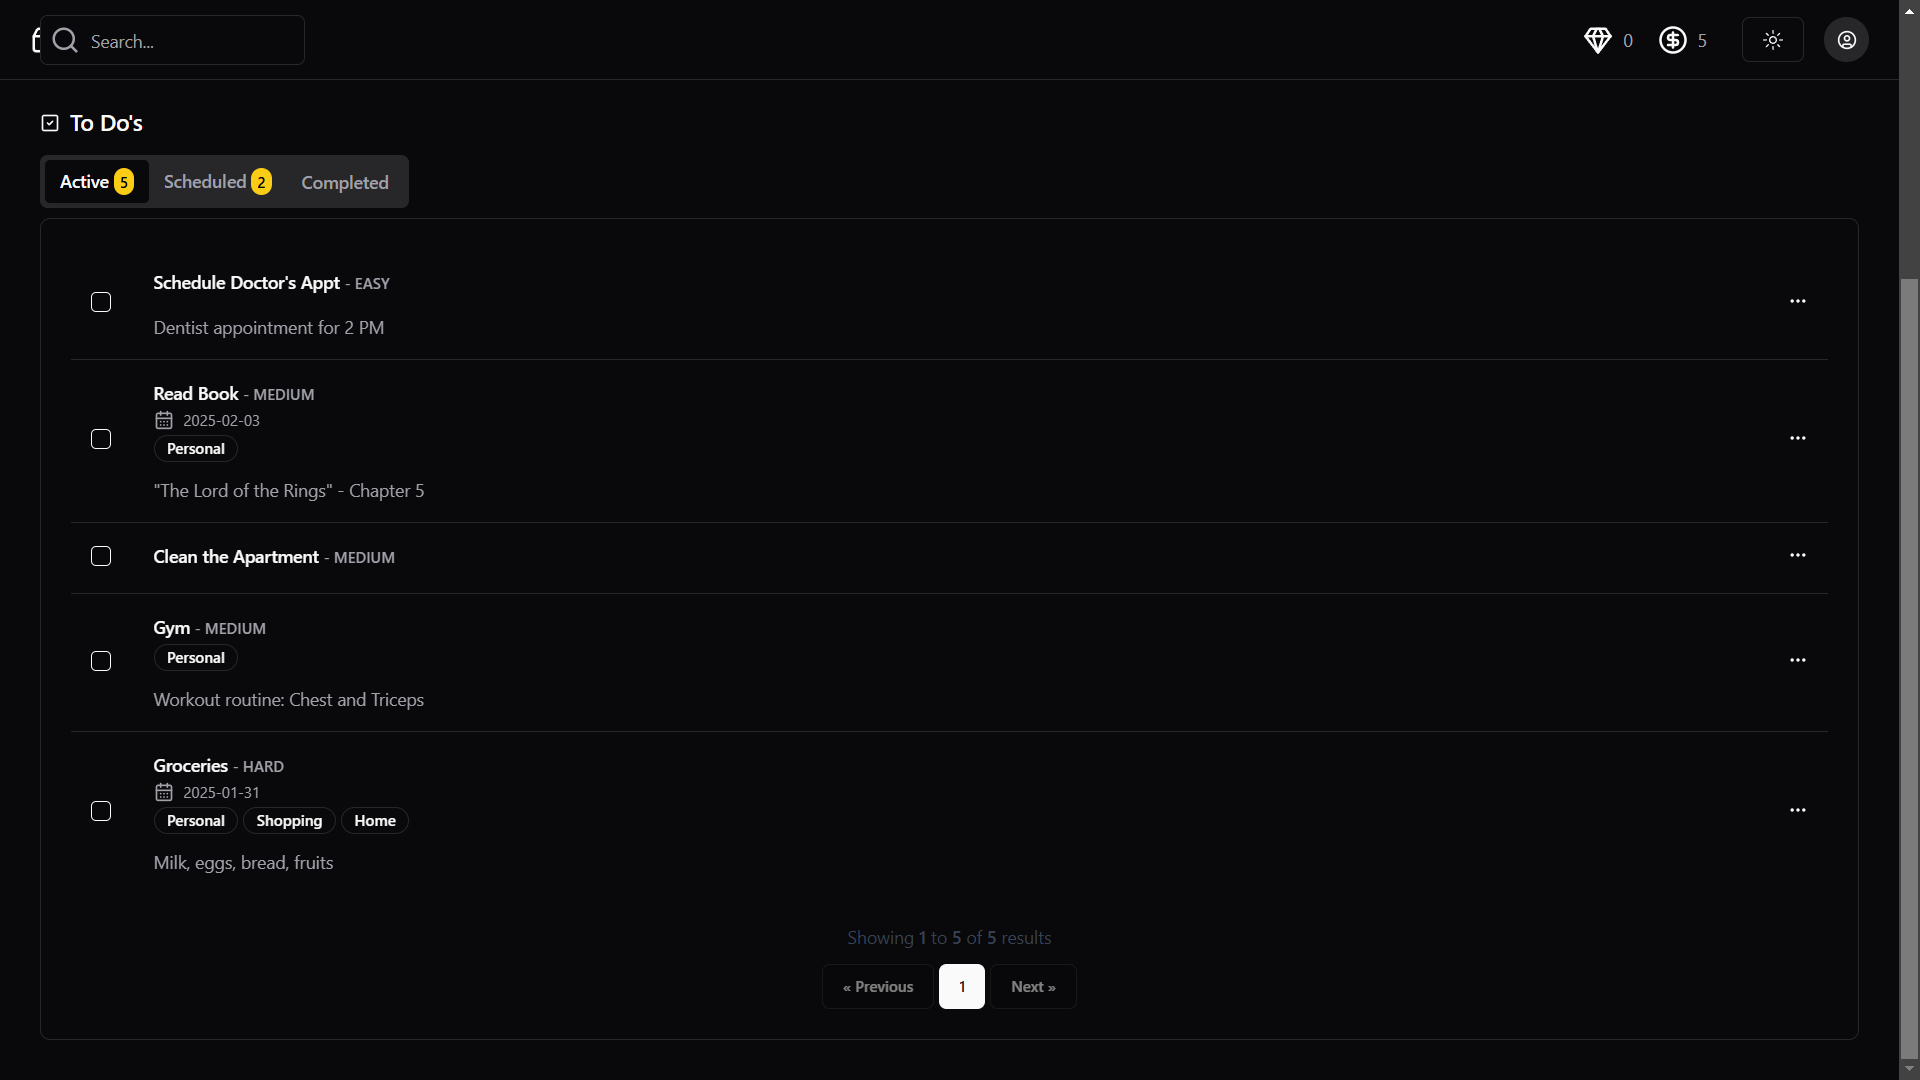 Search...
0
5
To Do's
Active 5
Scheduled 2
Completed
Schedule Doctor's Appt - EASY
Dentist appointment for 2 PM
Read Book - MEDIUM
2025-02-03
Personal
"The Lord of the Rings" - Chapter 5
Clean the Apartment - MEDIUM
Gym - MEDIUM
Personal
Workout routine: Chest and Triceps
Groceries - HARD
2025-01-31
Personal Shopping Home
Milk, eggs, bread, fruits
Showing 1 to 5 of 5 results
« Previous 1 Next »